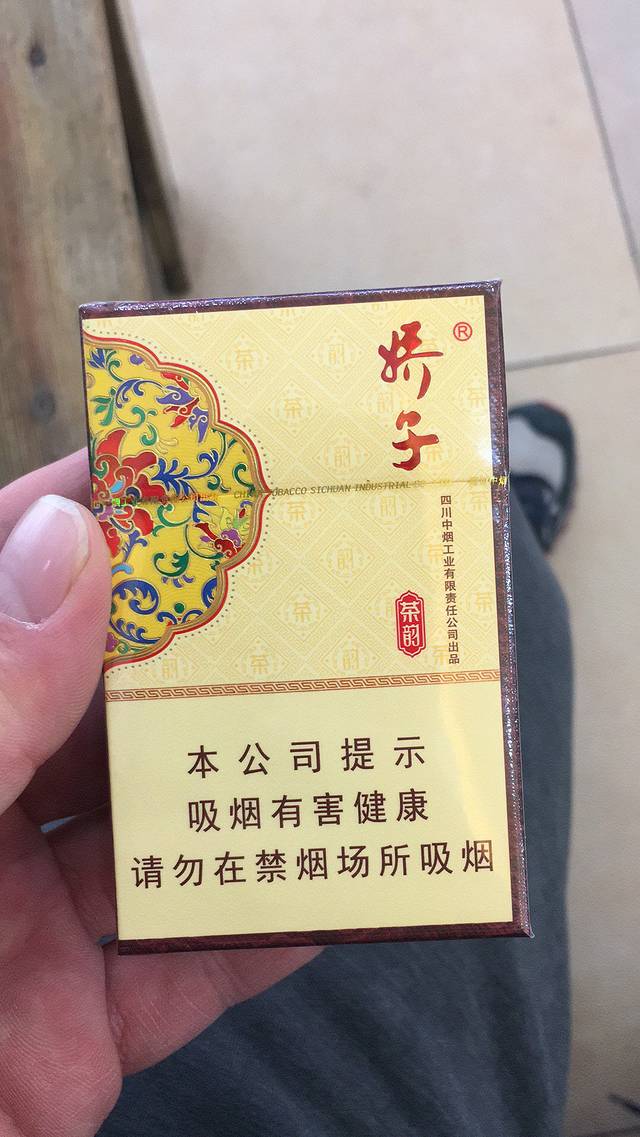 娇子®
CHINA TOBACCO SICHUAN INDUSTRIAL CO
四川中烟工业有限责任公司出品
茶韵
本公司提示
吸烟有害健康
请勿在禁烟场所吸烟